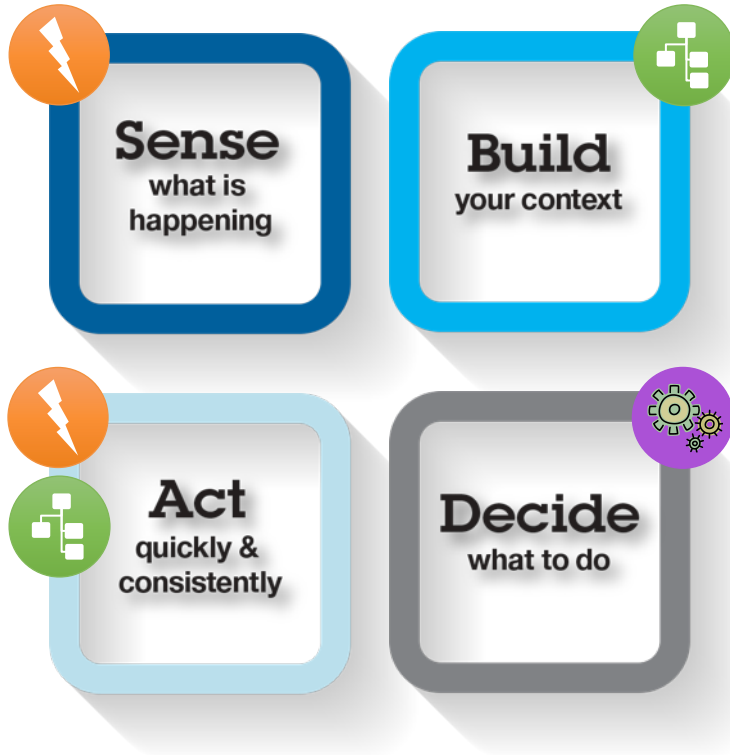 Sense
what is
happening
Build
your context
Act
quickly &
consistently
Decide
what to do